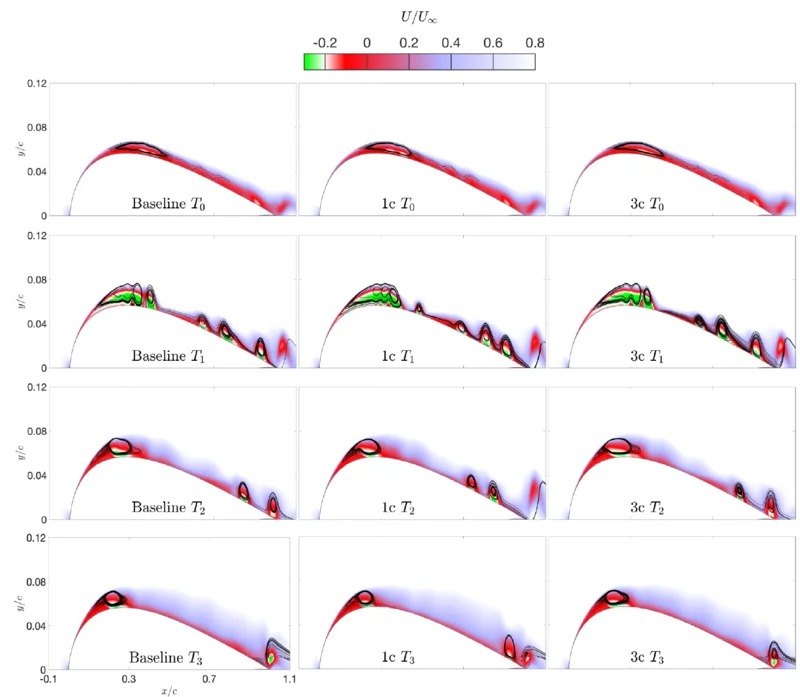 U/U∞
-0.2 0 0.2 0.4 0.6 0.8
0.12
0.08
y/c
0.04
0
Baseline T0
1c T0
3c T0
0.12
0.08
y/c
0.04
0
Baseline T1
1c T1
3c T1
0.12
0.08
y/c
0.04
0
Baseline T2
1c T2
3c T2
0.12
0.08
y/c
0.04
0
Baseline T3
1c T3
3c T3
-0.1 0.3 0.7 1.1
x/c